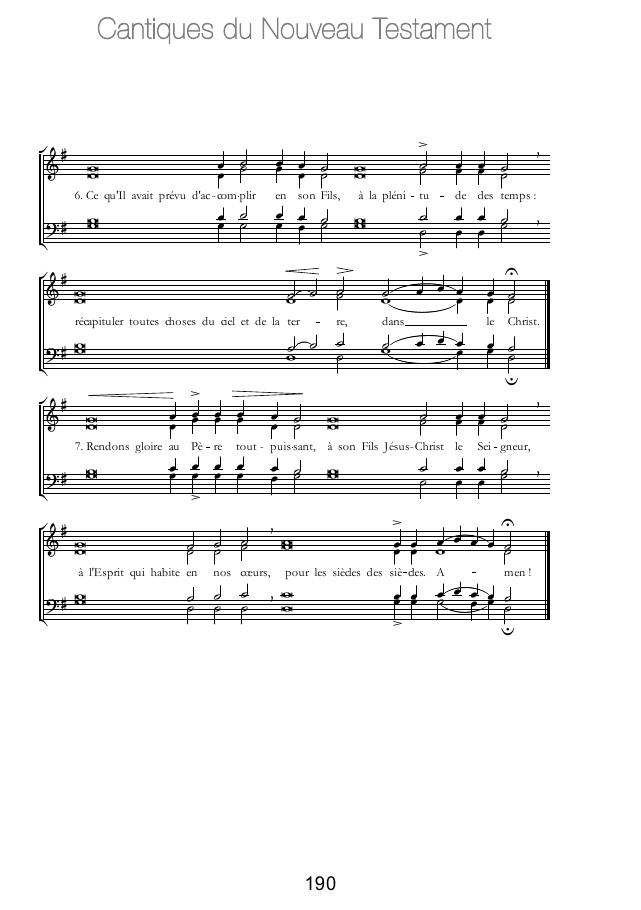 Cantiques du Nouveau Testament
6. Ce qu'Il avait prévu d'ac-com-plir en son Fils, à la pléni - tu - de des temps :
récapituler toutes choses du ciel et de la ter - re, dans le Christ.
7. Rendons gloire au Pè - re tout - puis-sant, à son Fils Jésus-Christ le Sei - gneur,
à l'Esprit qui habite en nos cœurs, pour les siècles des siè-cles. A - men !
190